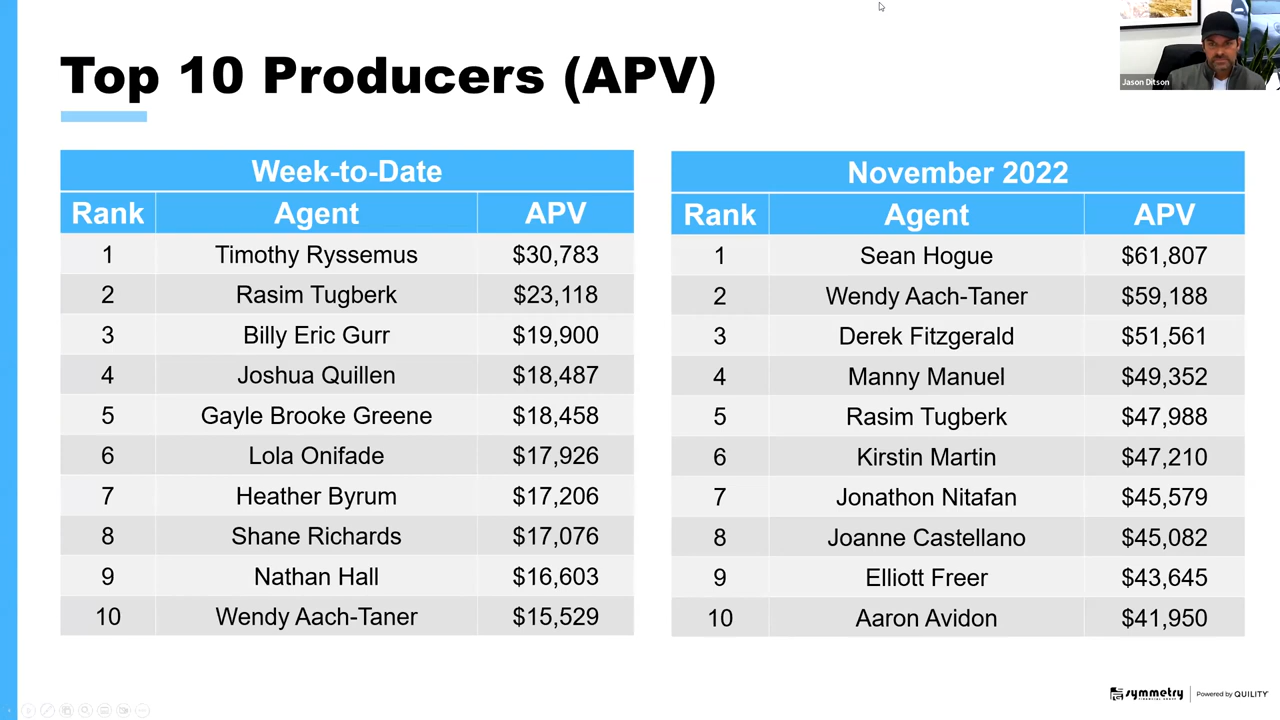 Top 10 Producers (APV)
Jason Ditson
Week-to-Date
Rank Agent APV
1 Timothy Ryssemus $30,783
2 Rasim Tugberk $23,118
3 Billy Eric Gurr $19,900
4 Joshua Quillen $18,487
5 Gayle Brooke Greene $18,458
6 Lola Onifade $17,926
7 Heather Byrum $17,206
8 Shane Richards $17,076
9 Nathan Hall $16,603
10 Wendy Aach-Taner $15,529
November 2022
Rank Agent APV
1 Sean Hogue $61,807
2 Wendy Aach-Taner $59,188
3 Derek Fitzgerald $51,561
4 Manny Manuel $49,352
5 Rasim Tugberk $47,988
6 Kirstin Martin $47,210
7 Jonathon Nitafan $45,579
8 Joanne Castellano $45,082
9 Elliott Freer $43,645
10 Aaron Avidon $41,950
symmetry
FINANCIAL GROUP
Powered by QUILITY